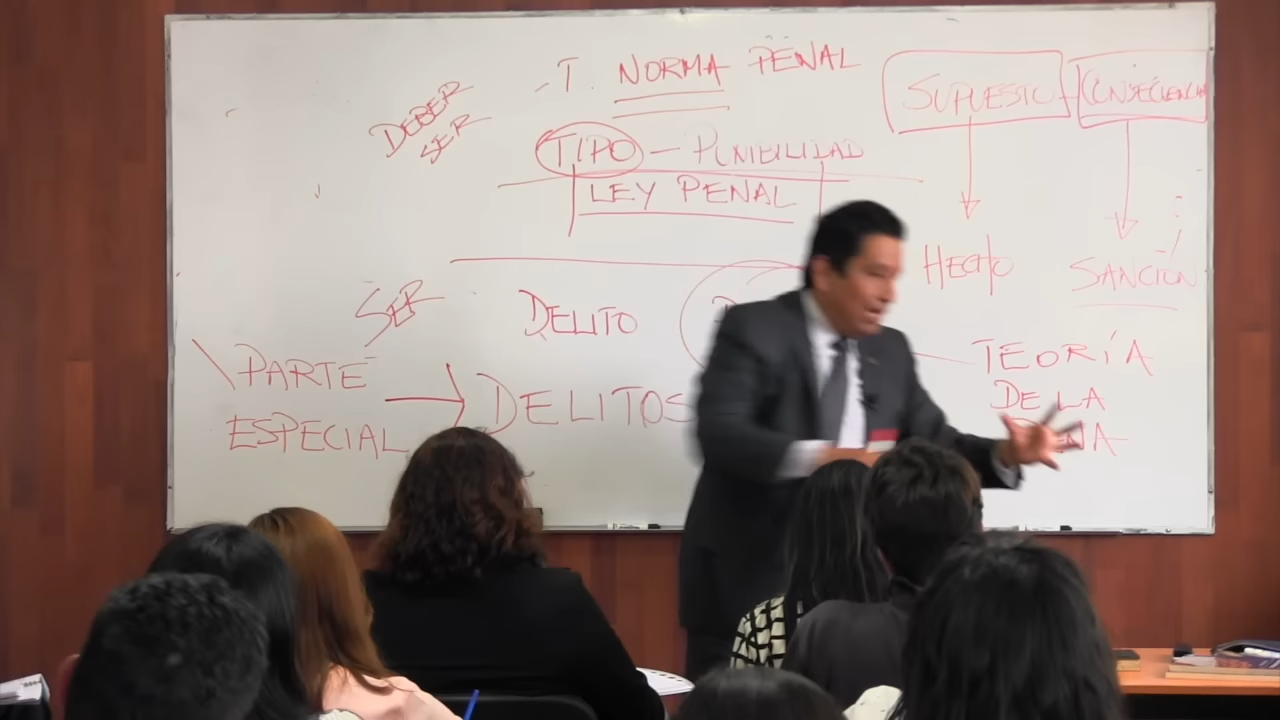 T. NORMA PENAL
DEBER
SER
SUPUESTO
CONSECUENCIA
TIPO — PUNIBILIDAD
LEY PENAL
HECHO
SANCIÓN
SER
DELITO
PARTE
ESPECIAL
DELITOS
TEORÍA
DE LA